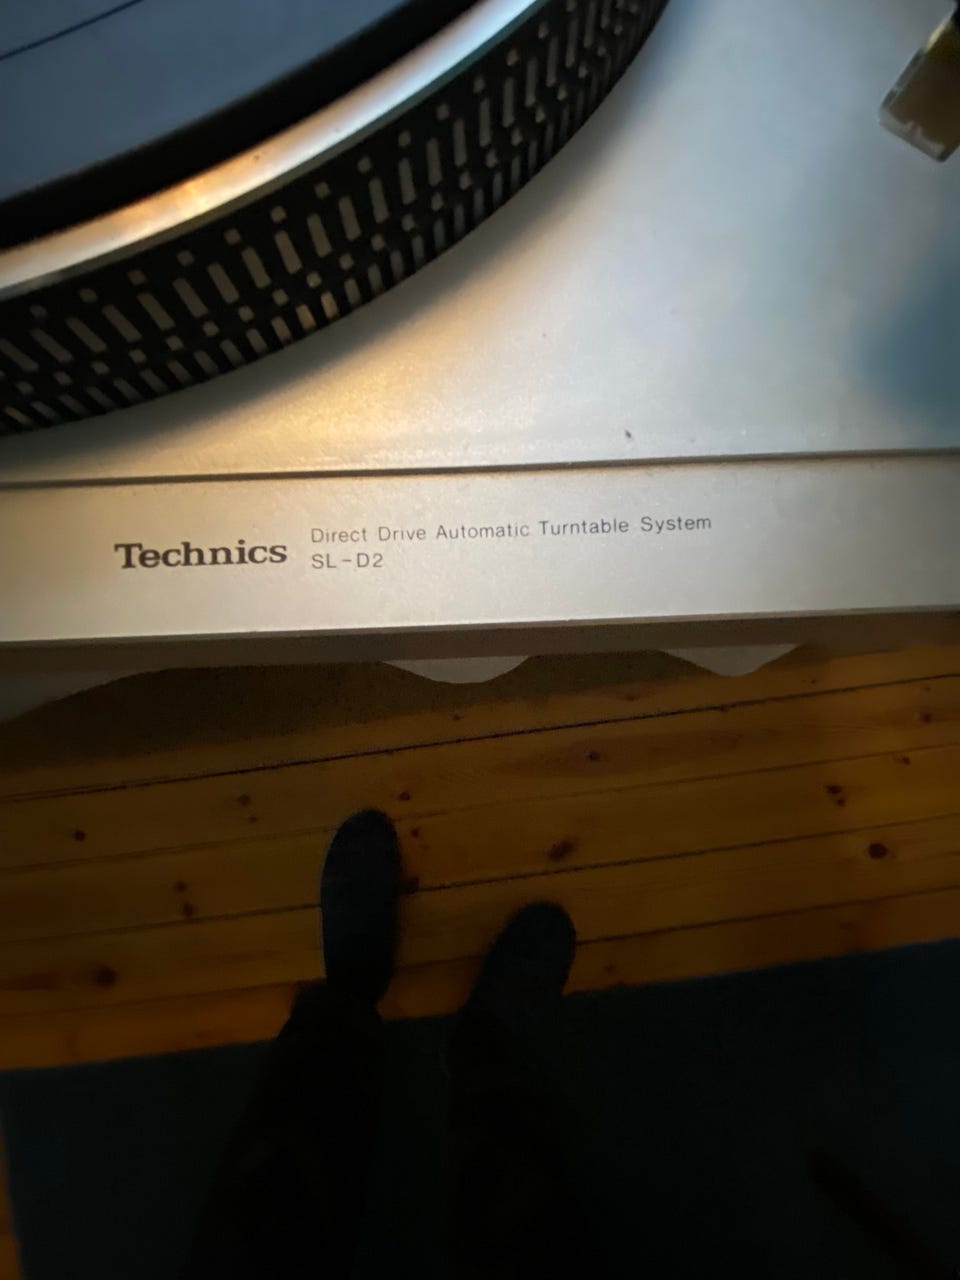 Technics
Direct Drive Automatic Turntable System
SL-D2